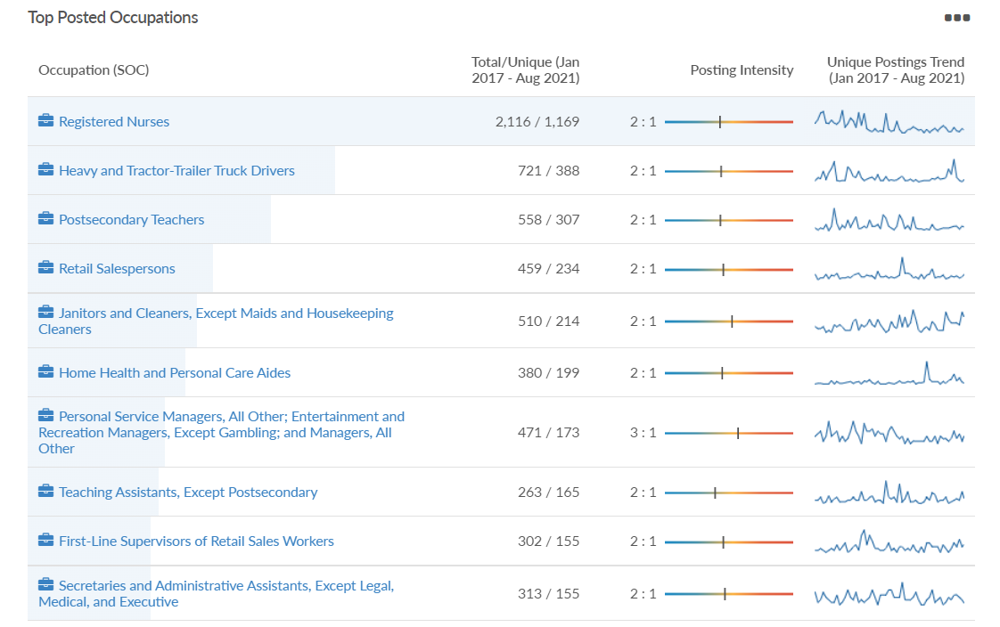 Top Posted Occupations
Occupation (SOC)
Total/Unique (Jan
2017 - Aug 2021)
Posting Intensity
Unique Postings Trend
(Jan 2017 - Aug 2021)
Registered Nurses 2,116 / 1,169 2 : 1
Heavy and Tractor-Trailer Truck Drivers 721 / 388 2 : 1
Postsecondary Teachers 558 / 307 2 : 1
Retail Salespersons 459 / 234 2 : 1
Janitors and Cleaners, Except Maids and Housekeeping
Cleaners
510 / 214 2 : 1
Home Health and Personal Care Aides 380 / 199 2 : 1
Personal Service Managers, All Other; Entertainment and
Recreation Managers, Except Gambling; and Managers, All
Other
471 / 173 3 : 1
Teaching Assistants, Except Postsecondary 263 / 165 2 : 1
First-Line Supervisors of Retail Sales Workers 302 / 155 2 : 1
Secretaries and Administrative Assistants, Except Legal,
Medical, and Executive
313 / 155 2 : 1